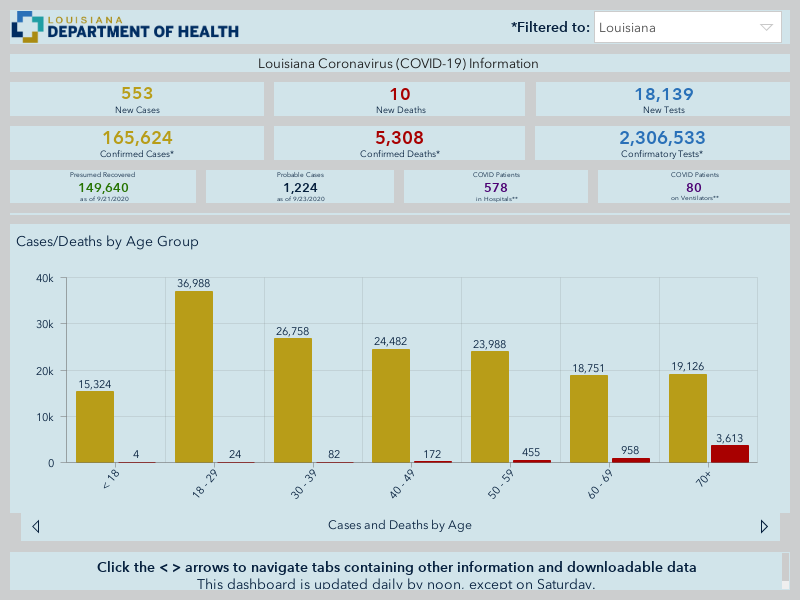 LOUISIANA
DEPARTMENT OF HEALTH
*Filtered to:
Louisiana
Louisiana Coronavirus (COVID-19) Information
553
New Cases
10
New Deaths
18,139
New Tests
165,624
Confirmed Cases*
5,308
Confirmed Deaths*
2,306,533
Confirmatory Tests*
Presumed Recovered
149,640
as of 9/21/2020
Probable Cases
1,224
as of 9/23/2020
COVID Patients
578
in Hospitals**
COVID Patients
80
on Ventilators**
Cases/Deaths by Age Group
40k
30k
20k
10k
0
15,324
4
36,988
24
26,758
82
24,482
172
23,988
455
18,751
958
19,126
3,613
< 18
18 - 29
30 - 39
40 - 49
50 - 59
60 - 69
70+
Cases and Deaths by Age
Click the < > arrows to navigate tabs containing other information and downloadable data
This dashboard is updated daily by noon, except on Saturday.